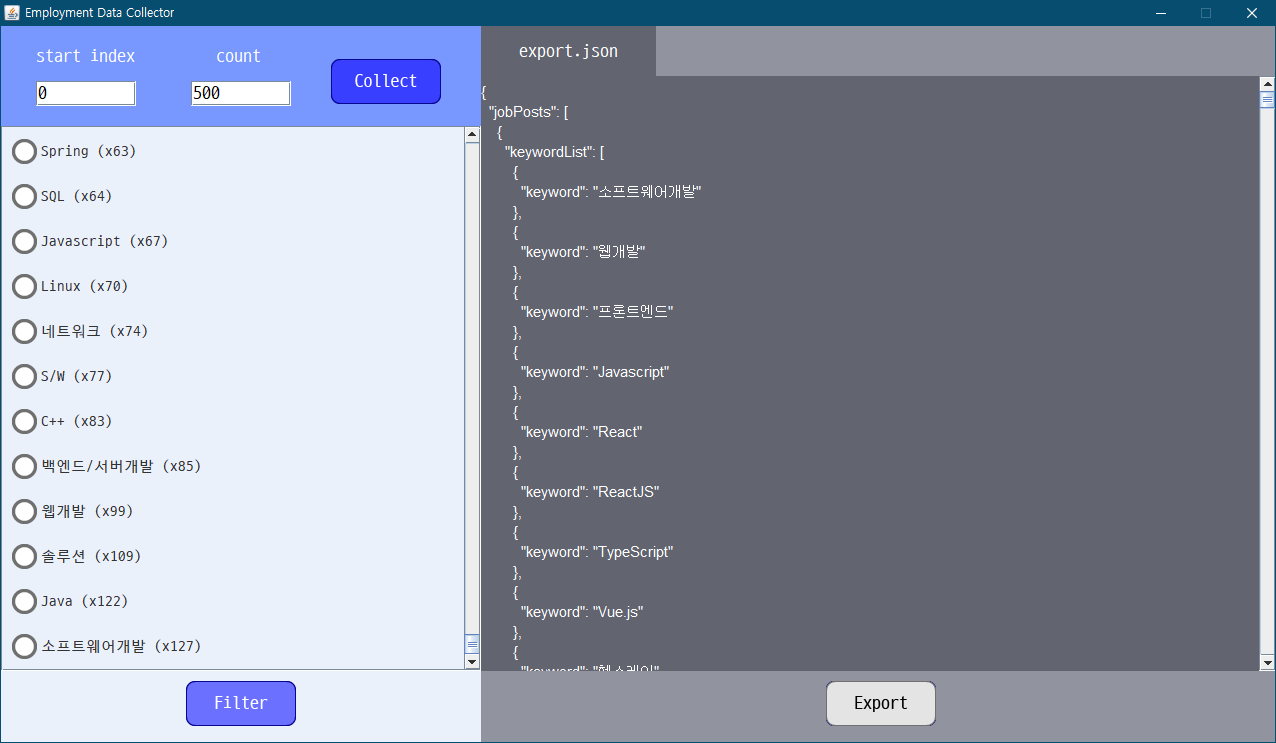 Employment Data Collector
start index
count
0
500
Collect
Spring (x63)
SQL (x64)
Javascript (x67)
Linux (x70)
네트워크 (x74)
S/W (x77)
C++ (x83)
백엔드/서버개발 (x85)
웹개발 (x99)
솔루션 (x109)
Java (x122)
소프트웨어개발 (x127)
Filter
export.json
{
"jobPosts": [
{
"keywordList": [
{
"keyword": "소프트웨어개발"
},
{
"keyword": "웹개발"
},
{
"keyword": "프론트엔드"
},
{
"keyword": "Javascript"
},
{
"keyword": "React"
},
{
"keyword": "ReactJS"
},
{
"keyword": "TypeScript"
},
{
"keyword": "Vue.js"
},
{
"keyword": "헬스케어"
Export